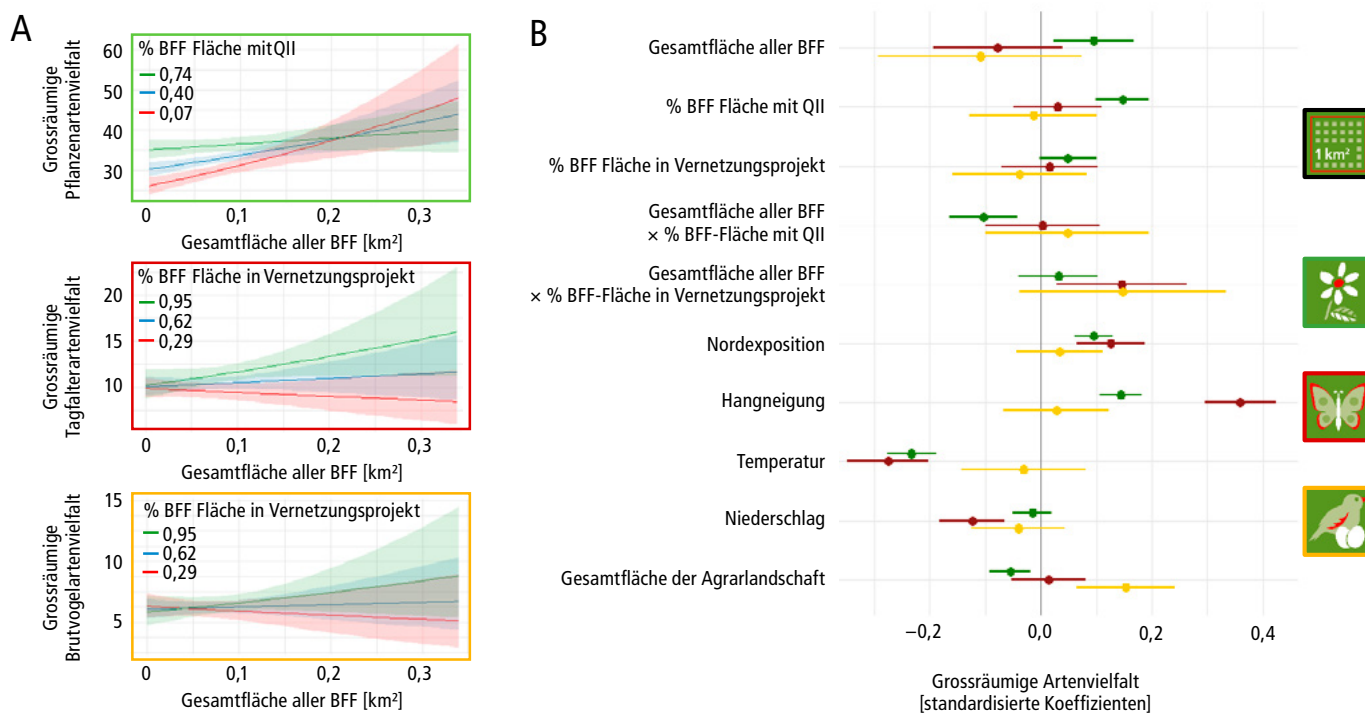 A
Grossräumige
Pflanzenartenvielfalt
60
50
40
30
% BFF Fläche mit QII
0,74
0,40
0,07
0 0,1 0,2 0,3
Gesamtfläche aller BFF [km²]
Grossräumige
Tagfalterartenvielfalt
20
15
10
% BFF Fläche in Vernetzungsprojekt
0,95
0,62
0,29
0 0,1 0,2 0,3
Gesamtfläche aller BFF [km²]
Grossräumige
Brutvogelartenvielfalt
15
10
5
% BFF Fläche in Vernetzungsprojekt
0,95
0,62
0,29
0 0,1 0,2 0,3
Gesamtfläche aller BFF [km²]
B
Gesamtfläche aller BFF
% BFF Fläche mit QII
% BFF Fläche in Vernetzungsprojekt
Gesamtfläche aller BFF
× % BFF-Fläche mit QII
Gesamtfläche aller BFF
× % BFF-Fläche in Vernetzungsprojekt
Nordexposition
Hangneigung
Temperatur
Niederschlag
Gesamtfläche der Agrarlandschaft
−0,2 0,0 0,2 0,4
Grossräumige Artenvielfalt
[standardisierte Koeffizienten]
1 km²